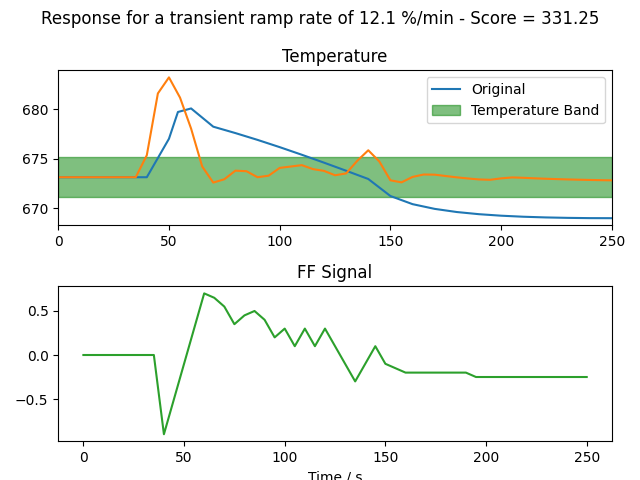 Response for a transient ramp rate of 12.1 %/min - Score = 331.25
Temperature
Original
Temperature Band
680
675
670
0 50 100 150 200 250
FF Signal
0.5
0.0
−0.5
0 50 100 150 200 250
Time / s